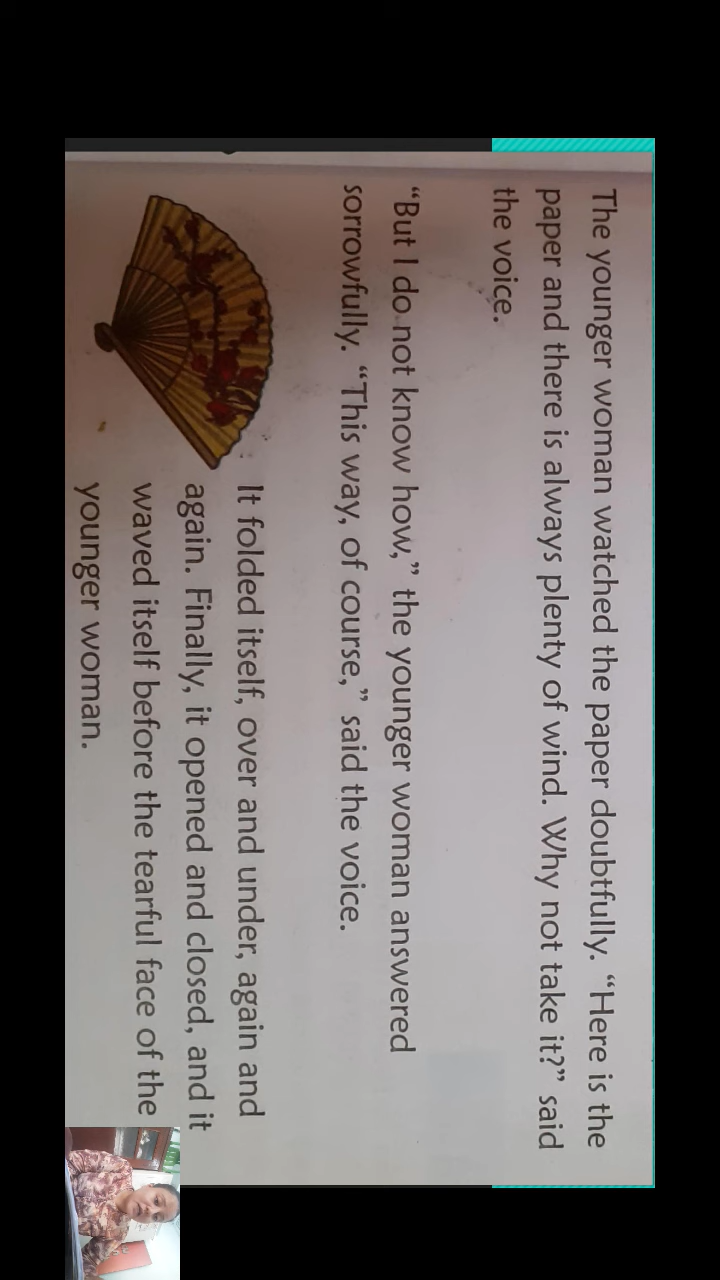 The younger woman watched the paper doubtfully. “Here is the
paper and there is always plenty of wind. Why not take it?” said
the voice.
“But I do not know how,” the younger woman answered
sorrowfully. “This way, of course,” said the voice.
It folded itself, over and under, again and
again. Finally, it opened and closed, and it
waved itself before the tearful face of the
younger woman.